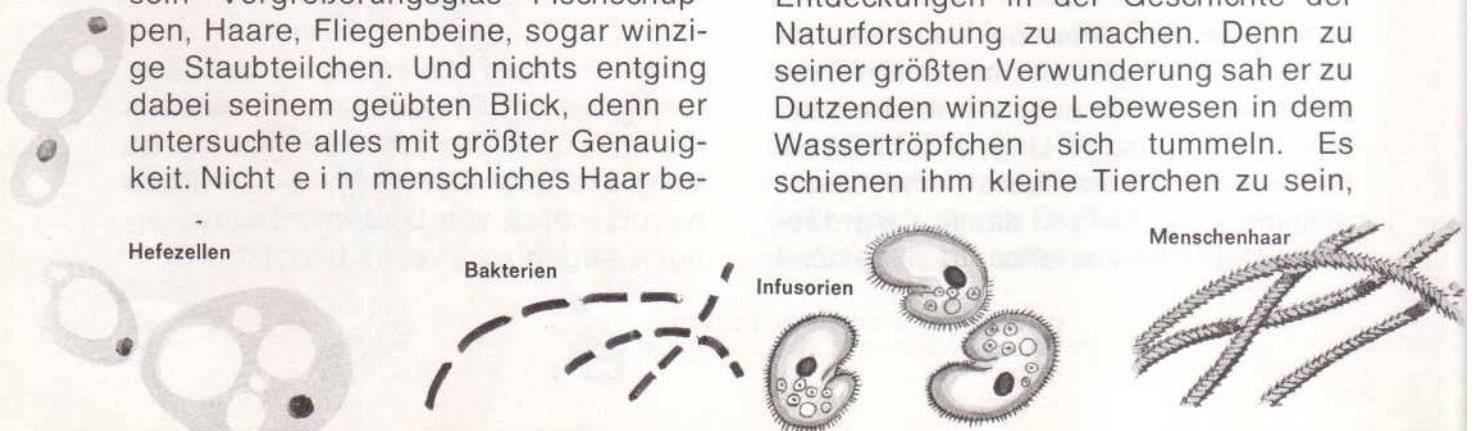 sein Vergrößerungsglas Fischschup-
pen, Haare, Fliegenbeine, sogar winzi-
ge Staubteilchen. Und nichts entging
dabei seinem geübten Blick, denn er
untersuchte alles mit größter Genauig-
keit. Nicht e i n menschliches Haar be-
Entdeckungen in der Geschichte der
Naturforschung zu machen. Denn zu
seiner größten Verwunderung sah er zu
Dutzenden winzige Lebewesen in dem
Wassertröpfchen sich tummeln. Es
schienen ihm kleine Tierchen zu sein,
Hefezellen
Bakterien
Infusorien
Menschenhaar